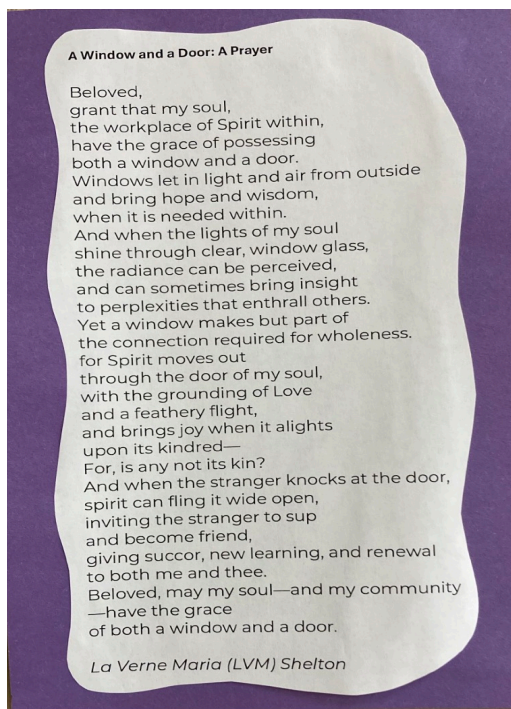 A Window and a Door: A Prayer
Beloved,
grant that my soul,
the workplace of Spirit within,
have the grace of possessing
both a window and a door.
Windows let in light and air from outside
and bring hope and wisdom,
when it is needed within.
And when the lights of my soul
shine through clear, window glass,
the radiance can be perceived,
and can sometimes bring insight
to perplexities that enthrall others.
Yet a window makes but part of
the connection required for wholeness.
for Spirit moves out
through the door of my soul,
with the grounding of Love
and a feathery flight,
and brings joy when it alights
upon its kindred—
For, is any not its kin?
And when the stranger knocks at the door,
spirit can fling it wide open,
inviting the stranger to sup
and become friend,
giving succor, new learning, and renewal
to both me and thee.
Beloved, may my soul—and my community
—have the grace
of both a window and a door.
La Verne Maria (LVM) Shelton